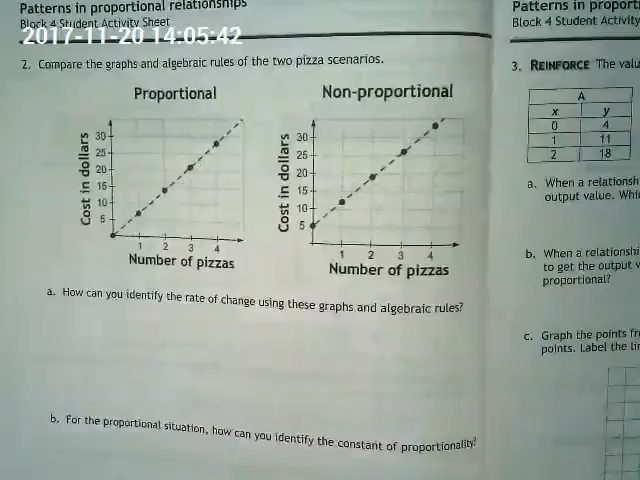 Patterns in proportional relationships
Block 4 Student Activity Sheet
2017-11-20 14:05:42
2. Compare the graphs and algebraic rules of the two pizza scenarios.
Proportional
Cost in dollars
30
25
20
15
10
5
1 2 3 4
Number of pizzas
Non-proportional
Cost in dollars
30
25
20
15
10
5
1 2 3 4
Number of pizzas
a. How can you identify the rate of change using these graphs and algebraic rules?
b. For the proportional situation, how can you identify the constant of proportionality?
Patterns in proport
Block 4 Student Activity
3. REINFORCE The valu
A
x y
0 4
1 11
2 18
a. When a relationsh
output value. Whi
b. When a relationshi
to get the output v
proportional?
c. Graph the points fr
points. Label the lin